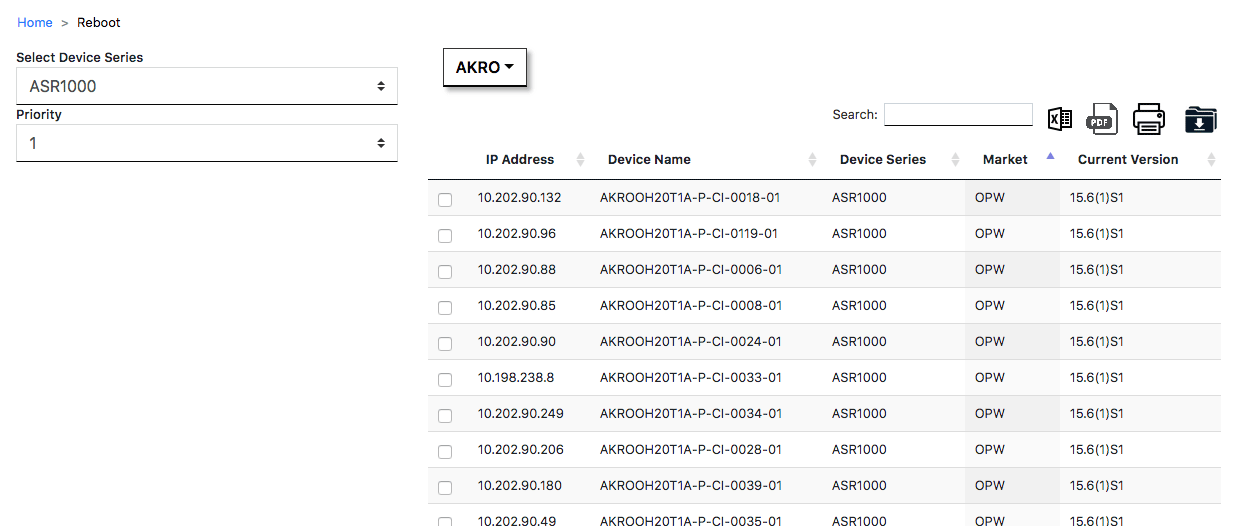 Home > Reboot
Select Device Series
ASR1000
Priority
1
AKRO
Search:
PDF
IP Address Device Name Device Series Market Current Version
10.202.90.132 AKROOH20T1A-P-CI-0018-01 ASR1000 OPW 15.6(1)S1
10.202.90.96 AKROOH20T1A-P-CI-0119-01 ASR1000 OPW 15.6(1)S1
10.202.90.88 AKROOH20T1A-P-CI-0006-01 ASR1000 OPW 15.6(1)S1
10.202.90.85 AKROOH20T1A-P-CI-0008-01 ASR1000 OPW 15.6(1)S1
10.202.90.90 AKROOH20T1A-P-CI-0024-01 ASR1000 OPW 15.6(1)S1
10.198.238.8 AKROOH20T1A-P-CI-0033-01 ASR1000 OPW 15.6(1)S1
10.202.90.249 AKROOH20T1A-P-CI-0034-01 ASR1000 OPW 15.6(1)S1
10.202.90.206 AKROOH20T1A-P-CI-0028-01 ASR1000 OPW 15.6(1)S1
10.202.90.180 AKROOH20T1A-P-CI-0039-01 ASR1000 OPW 15.6(1)S1
10.202.90.49 AKROOH20T1A-P-CI-0035-01 ASR1000 OPW 15.6(1)S1